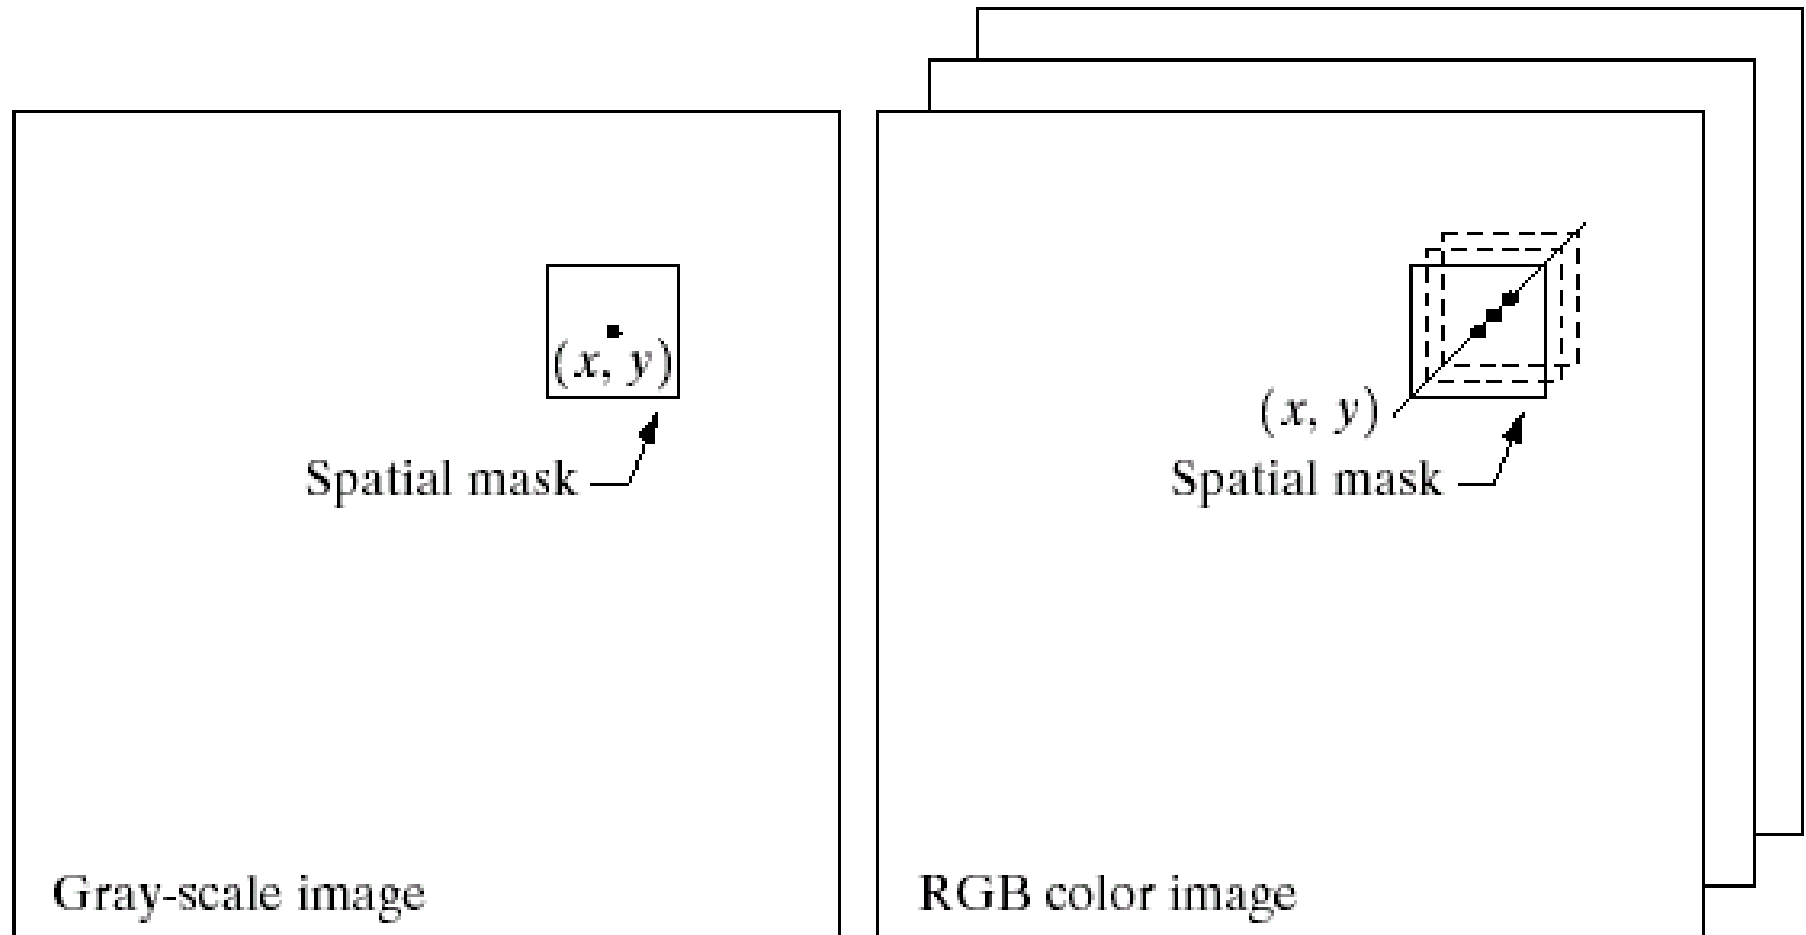 (x, y)
Spatial mask
Gray-scale image
(x, y)
Spatial mask
RGB color image